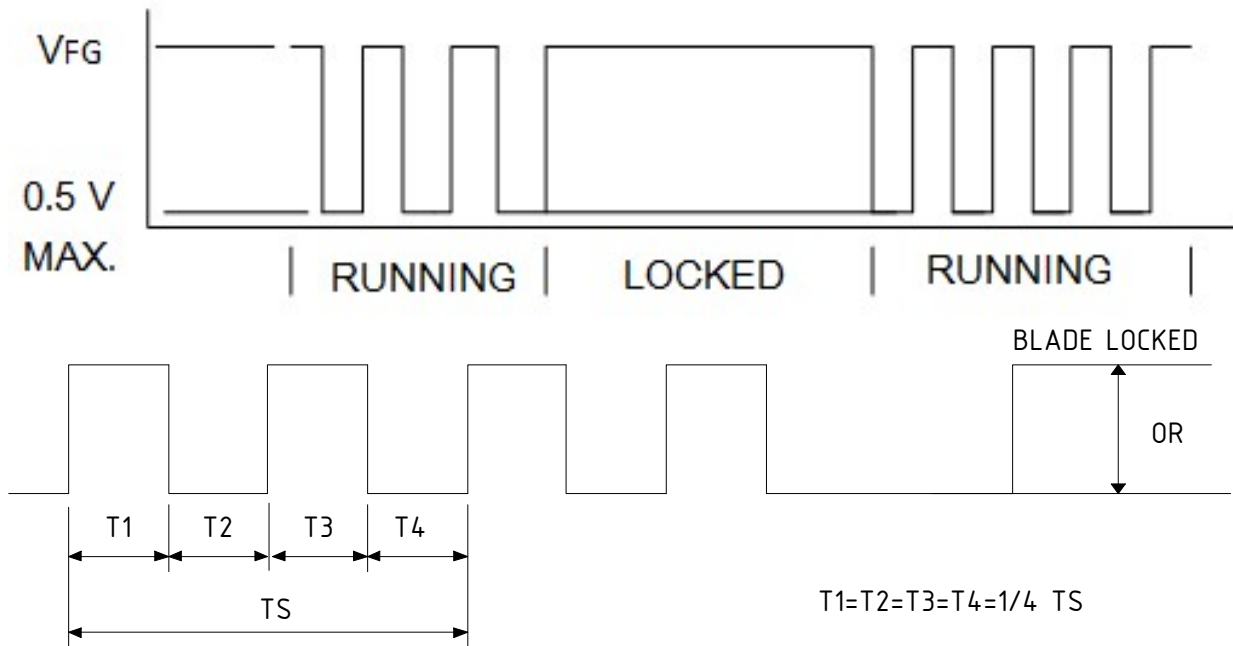 VFG
0.5 V
MAX.
RUNNING
LOCKED
RUNNING
BLADE LOCKED
OR
T1
T2
T3
T4
TS
T1=T2=T3=T4=1/4 TS